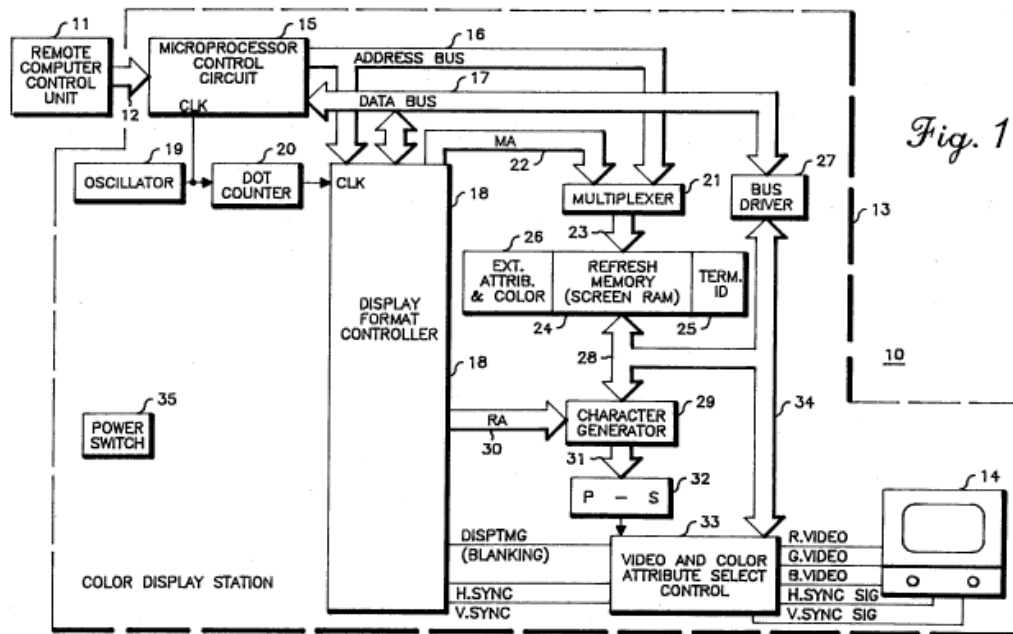 11
REMOTE
COMPUTER
CONTROL
UNIT
12
15
MICROPROCESSOR
CONTROL
CIRCUIT
CLK
16
ADDRESS BUS
17
DATA BUS
MA
22
Fig. 1
19
OSCILLATOR
20
DOT
COUNTER
CLK
18
DISPLAY
FORMAT
CONTROLLER
18
21
MULTIPLEXER
27
BUS
DRIVER
13
23
26
EXT.
ATTRIB.
& COLOR
REFRESH
MEMORY
(SCREEN RAM)
TERM.
ID
24
25
28
10
35
POWER
SWITCH
RA
30
CHARACTER
GENERATOR
29
34
31
P - S
32
33
14
DISPTMG
(BLANKING)
VIDEO AND COLOR
ATTRIBUTE SELECT
CONTROL
R.VIDEO
G.VIDEO
B.VIDEO
H.SYNC SIG
V.SYNC SIG
H.SYNC
V.SYNC
COLOR DISPLAY STATION